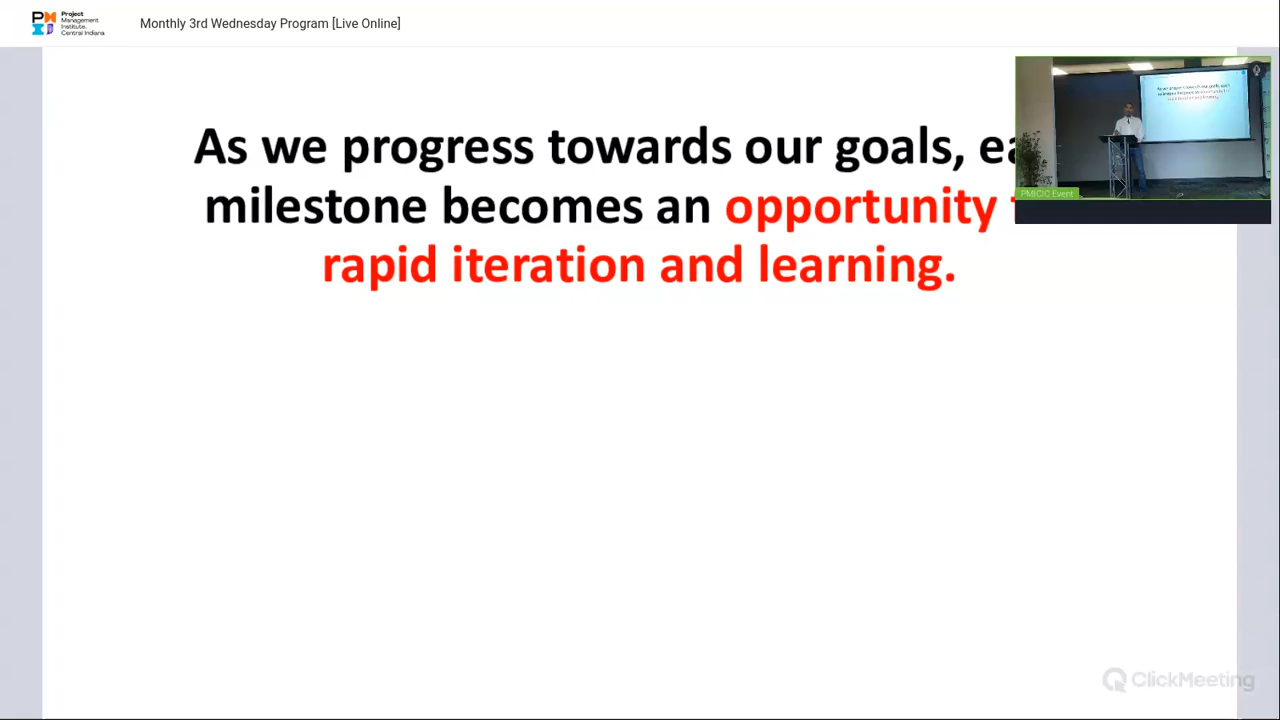 Project
Management
Institute.
Central Indiana
Monthly 3rd Wednesday Program [Live Online]
As we progress towards our goals, ea
milestone becomes an opportunity
rapid iteration and learning.
PMICIC Event
ClickMeeting